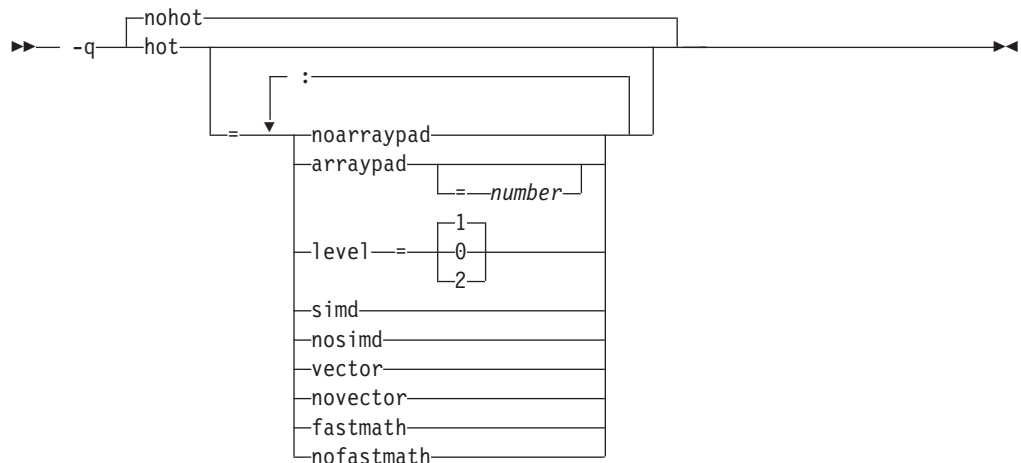 nohot
-q hot
:
= noarraypad
arraypad
= number
1
level = 0
2
simd
nosimd
vector
novector
fastmath
nofastmath